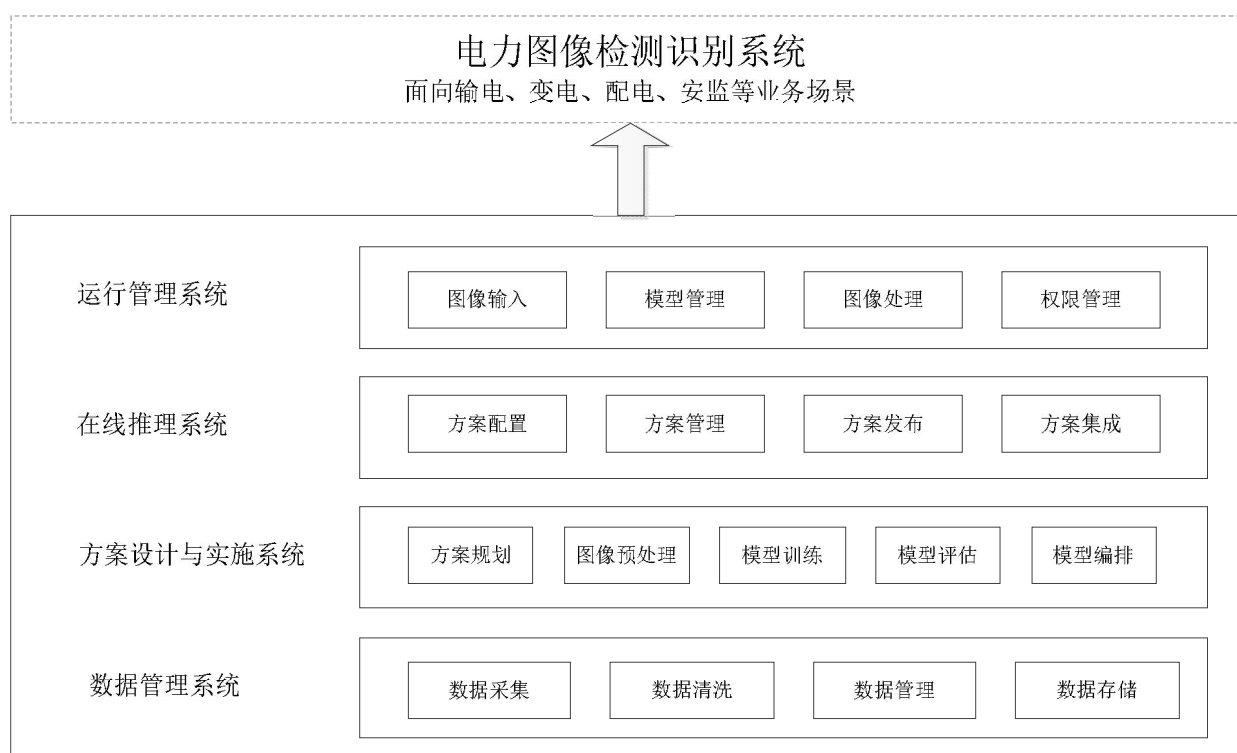 电力图像检测识别系统
面向输电、变电、配电、安监等业务场景
运行管理系统
图像输入 模型管理 图像处理 权限管理
在线推理系统
方案配置 方案管理 方案发布 方案集成
方案设计与实施系统
方案规划 图像预处理 模型训练 模型评估 模型编排
数据管理系统
数据采集 数据清洗 数据管理 数据存储